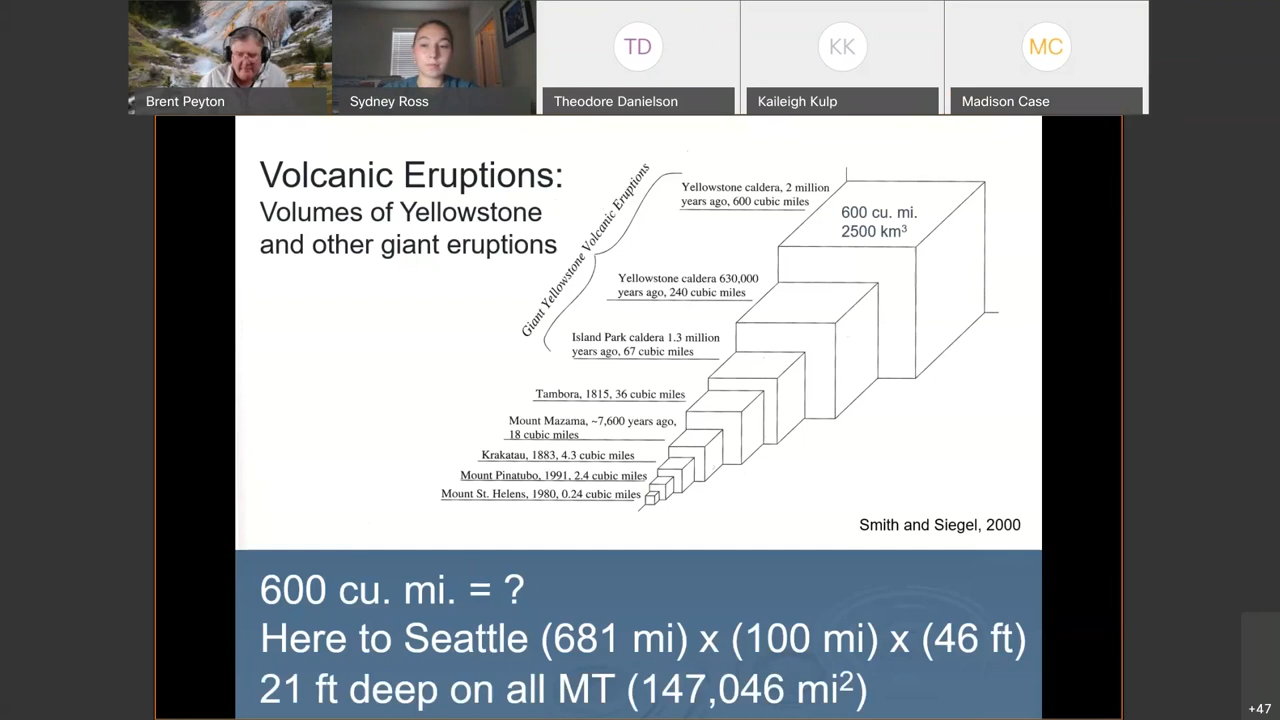 TD
KK
MC
Brent Peyton
Sydney Ross
Theodore Danielson
Kaileigh Kulp
Madison Case
Volcanic Eruptions:
Volumes of Yellowstone
and other giant eruptions
Giant Yellowstone Volcanic Eruptions
Yellowstone caldera, 2 million
years ago, 600 cubic miles
600 cu. mi.
2500 km³
Yellowstone caldera 630,000
years ago, 240 cubic miles
Island Park caldera 1.3 million
years ago, 67 cubic miles
Tambora, 1815, 36 cubic miles
Mount Mazama, ~7,600 years ago,
18 cubic miles
Krakatau, 1883, 4.3 cubic miles
Mount Pinatubo, 1991, 2.4 cubic miles
Mount St. Helens, 1980, 0.24 cubic miles
Smith and Siegel, 2000
600 cu. mi. = ?
Here to Seattle (681 mi) x (100 mi) x (46 ft)
21 ft deep on all MT (147,046 mi²)
+47